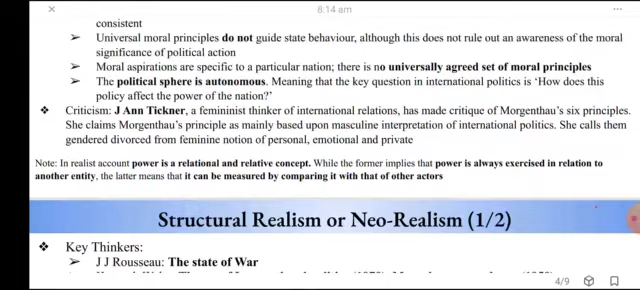 8:14 am
consistent
➤ Universal moral principles do not guide state behaviour, although this does not rule out an awareness of the moral
significance of political action
➤ Moral aspirations are specific to a particular nation; there is no universally agreed set of moral principles
➤ The political sphere is autonomous. Meaning that the key question in international politics is ‘How does this
policy affect the power of the nation?’
❖ Criticism: J Ann Tickner, a femininist thinker of international relations, has made critique of Morgenthau's six principles.
She claims Morgenthau's principle as mainly based upon masculine interpretation of international politics. She calls them
gendered divorced from feminine notion of personal, emotional and private
Note: In realist account power is a relational and relative concept. While the former implies that power is always exercised in relation to
another entity, the latter means that it can be measured by comparing it with that of other actors
Structural Realism or Neo-Realism (1/2)
❖ Key Thinkers:
➤ J J Rousseau: The state of War
4/9